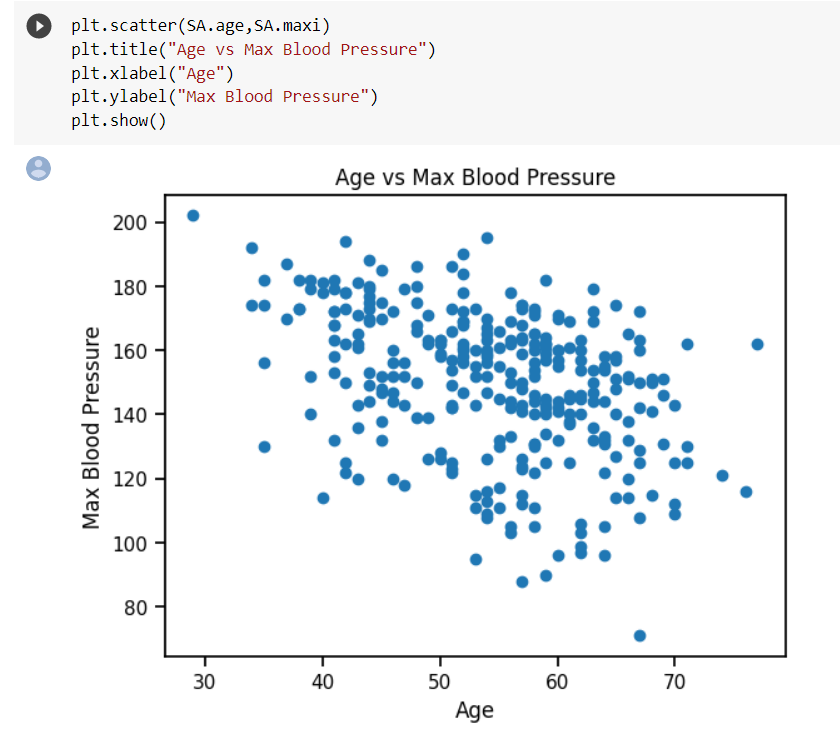 plt.scatter(SA.age,SA.maxi)
plt.title("Age vs Max Blood Pressure")
plt.xlabel("Age")
plt.ylabel("Max Blood Pressure")
plt.show()
Age vs Max Blood Pressure
200
180
160
140
120
100
80
Max Blood Pressure
30 40 50 60 70
Age